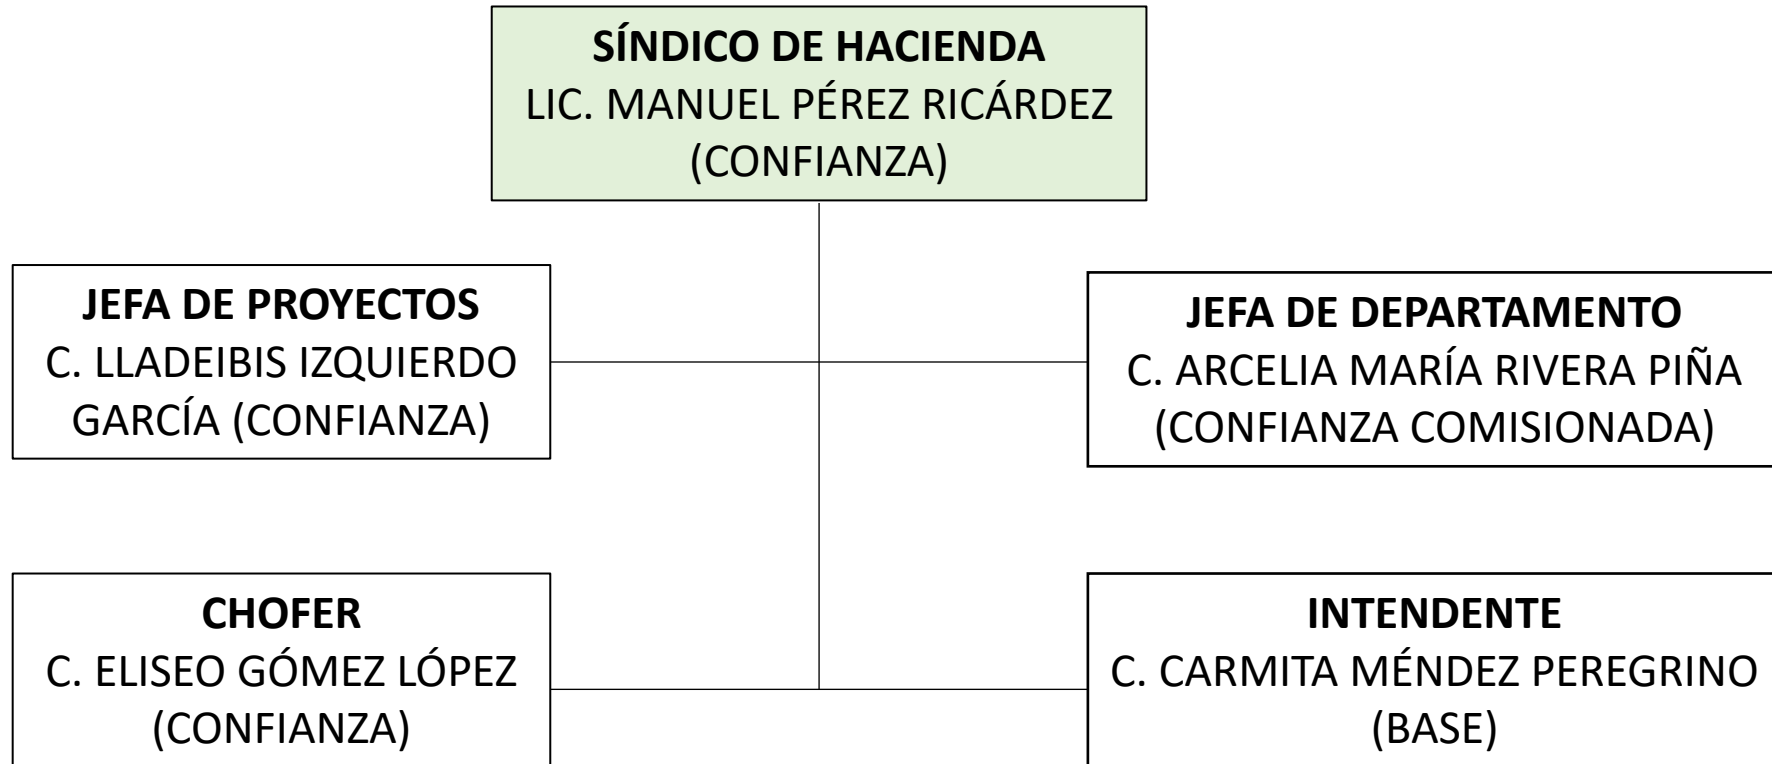 SÍNDICO DE HACIENDA
LIC. MANUEL PÉREZ RICÁRDEZ
(CONFIANZA)
JEFA DE PROYECTOS
C. LLADEIBIS IZQUIERDO
GARCÍA (CONFIANZA)
JEFA DE DEPARTAMENTO
C. ARCELIA MARÍA RIVERA PIÑA
(CONFIANZA COMISIONADA)
CHOFER
C. ELISEO GÓMEZ LÓPEZ
(CONFIANZA)
INTENDENTE
C. CARMITA MÉNDEZ PEREGRINO
(BASE)